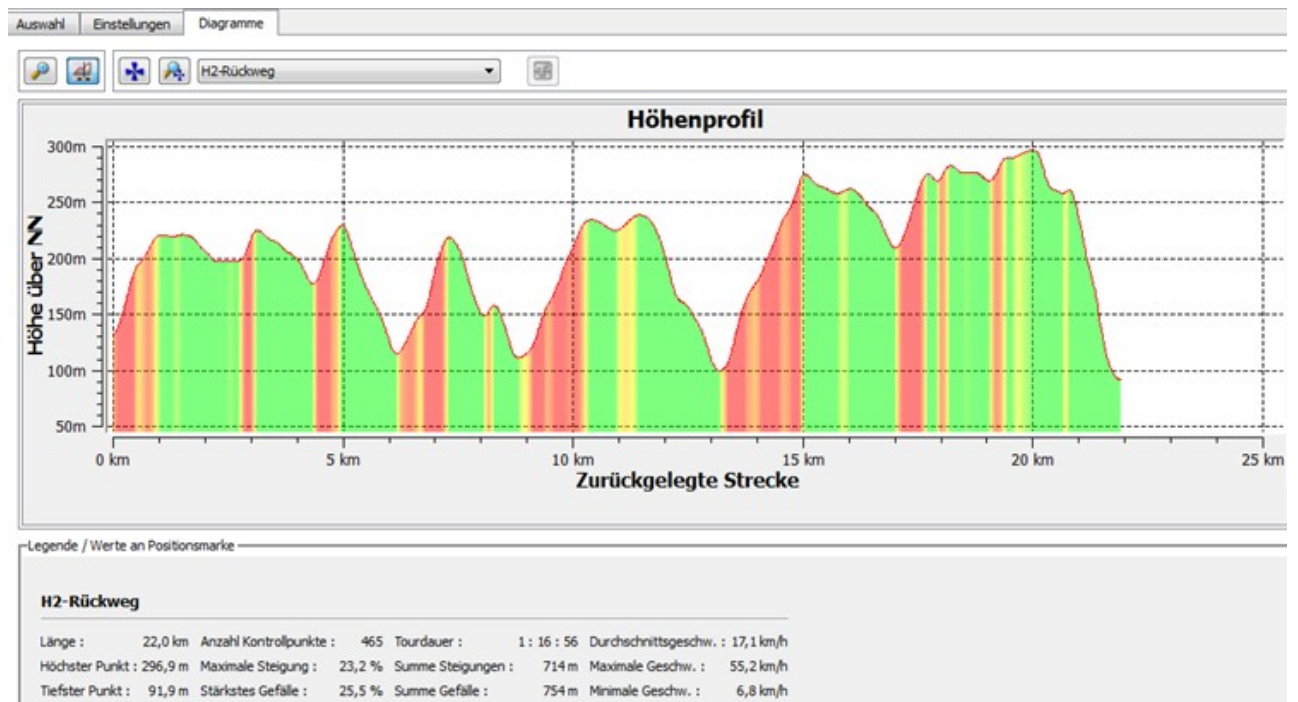 Auswahl Einstellungen Diagramme
H2-Rückweg
Höhenprofil
300m
250m
200m
150m
100m
50m
Höhe über NN
0 km 5 km 10 km 15 km 20 km 25 km
Zurückgelegte Strecke
Legende / Werte an Positionsmarke
H2-Rückweg
Länge : 22,0 km Anzahl Kontrollpunkte : 465 Tourdauer : 1 : 16 : 56 Durchschnittsgeschw. : 17,1 km/h
Höchster Punkt : 296,9 m Maximale Steigung : 23,2 % Summe Steigungen : 714 m Maximale Geschw. : 55,2 km/h
Tiefster Punkt : 91,9 m Stärkstes Gefälle : 25,5 % Summe Gefälle : 754 m Minimale Geschw. : 6,8 km/h